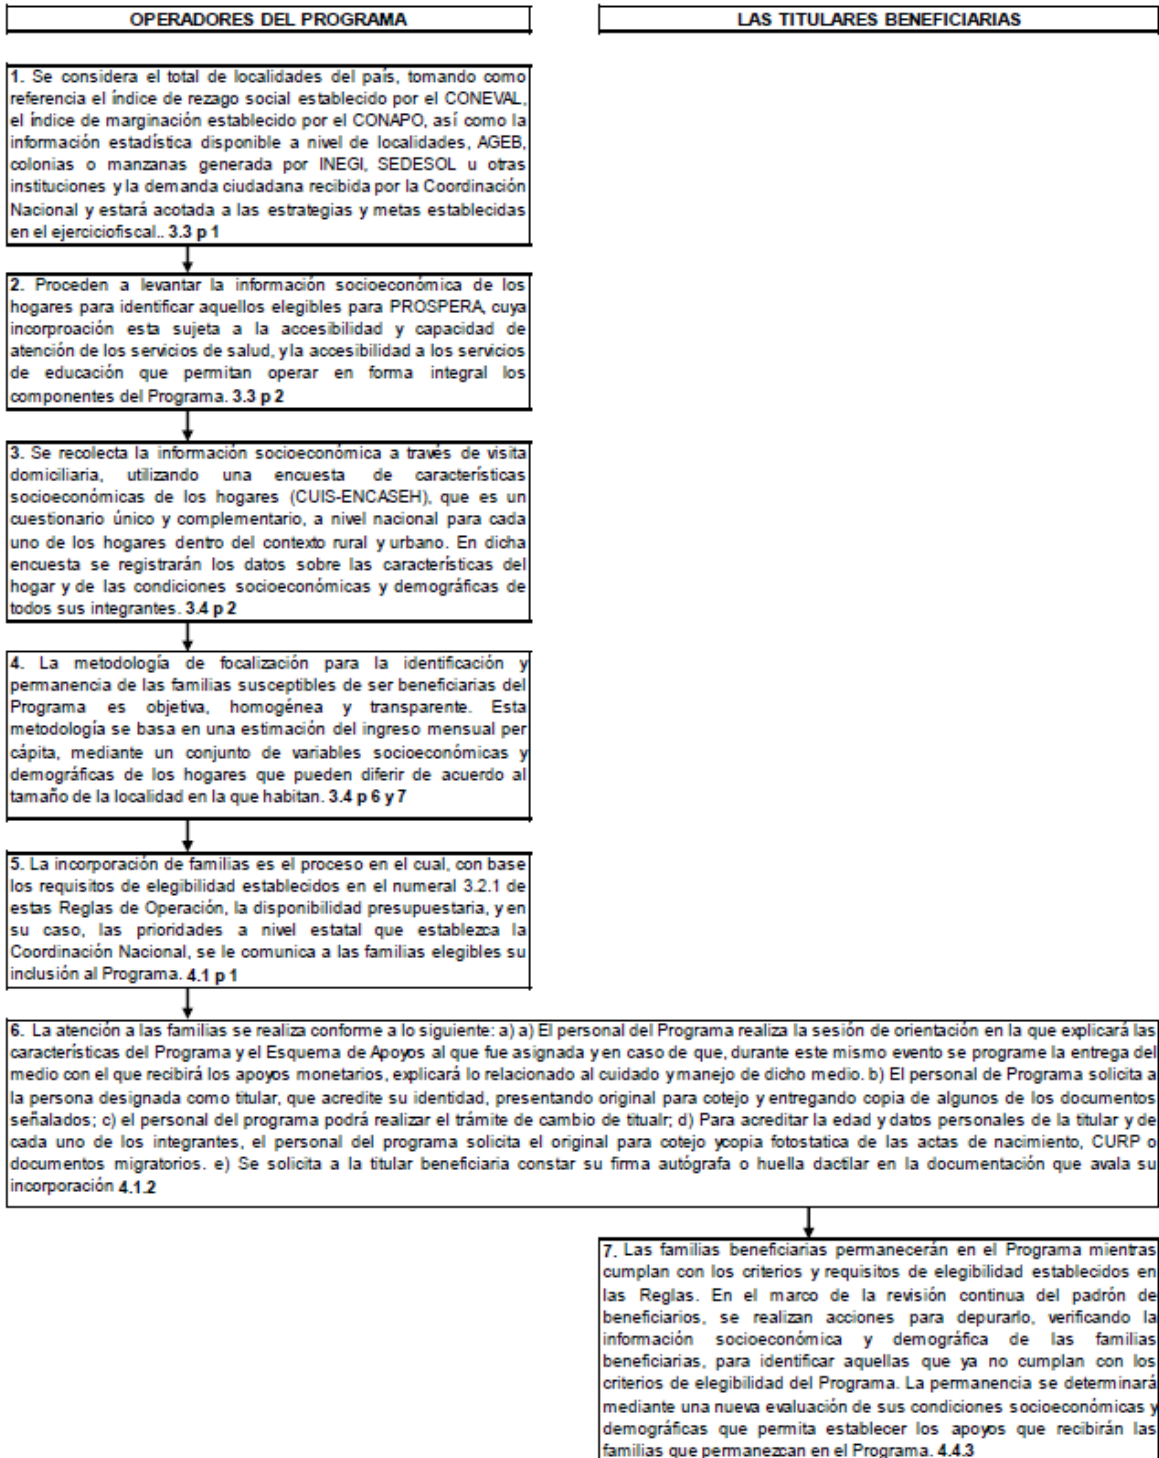 OPERADORES DEL PROGRAMA
LAS TITULARES BENEFICIARIAS
1. Se considera el total de localidades del país, tomando como
referencia el índice de rezago social establecido por el CONEVAL,
el índice de marginación establecido por el CONAPO, así como la
información estadística disponible a nivel de localidades, AGEB,
colonias o manzanas generada por INEGI, SEDESOL u otras
instituciones y la demanda ciudadana recibida por la Coordinación
Nacional y estará acotada a las estrategias y metas establecidas
en el ejerciciofiscal.. 3.3 p 1
2. Proceden a levantar la información socioeconómica de los
hogares para identificar aquellos elegibles para PROSPERA, cuya
incorproación esta sujeta a la accesibilidad y capacidad de
atención de los servicios de salud, y la accesibilidad a los servicios
de educación que permitan operar en forma integral los
componentes del Programa. 3.3 p 2
3. Se recolecta la información socioeconómica a través de visita
domiciliaria, utilizando una encuesta de características
socioeconómicas de los hogares (CUIS-ENCASEH), que es un
cuestionario único y complementario, a nivel nacional para cada
uno de los hogares dentro del contexto rural y urbano. En dicha
encuesta se registrarán los datos sobre las características del
hogar y de las condiciones socioeconómicas y demográficas de
todos sus integrantes. 3.4 p 2
4. La metodología de focalización para la identificación y
permanencia de las familias susceptibles de ser beneficiarias del
Programa es objetiva, homogénea y transparente. Esta
metodología se basa en una estimación del ingreso mensual per
cápita, mediante un conjunto de variables socioeconómicas y
demográficas de los hogares que pueden diferir de acuerdo al
tamaño de la localidad en la que habitan. 3.4 p 6 y 7
5. La incorporación de familias es el proceso en el cual, con base
los requisitos de elegibilidad establecidos en el numeral 3.2.1 de
estas Reglas de Operación, la disponibilidad presupuestaria, y en
su caso, las prioridades a nivel estatal que establezca la
Coordinación Nacional, se le comunica a las familias elegibles su
inclusión al Programa. 4.1 p 1
6. La atención a las familias se realiza conforme a lo siguiente: a) a) El personal del Programa realiza la sesión de orientación en la que explicará las
características del Programa y el Esquema de Apoyos al que fue asignada y en caso de que, durante este mismo evento se programe la entrega del
medio con el que recibirá los apoyos monetarios, explicará lo relacionado al cuidado y manejo de dicho medio. b) El personal de Programa solicita a
la persona designada como titular, que acredite su identidad, presentando original para cotejo y entregando copia de algunos de los documentos
señalados; c) el personal del programa podrá realizar el trámite de cambio de titualr; d) Para acreditar la edad y datos personales de la titular y de
cada uno de los integrantes, el personal del programa solicita el original para cotejo ycopia fotostatica de las actas de nacimiento, CURP o
documentos migratorios. e) Se solicita a la titular beneficiaria constar su firma autógrafa o huella dactilar en la documentación que avala su
incorporación 4.1.2
7. Las familias beneficiarias permanecerán en el Programa mientras
cumplan con los criterios y requisitos de elegibilidad establecidos en
las Reglas. En el marco de la revisión continua del padrón de
beneficiarios, se realizan acciones para depurarlo, verificando la
información socioeconómica y demográfica de las familias
beneficiarias, para identificar aquellas que ya no cumplan con los
criterios de elegibilidad del Programa. La permanencia se determinará
mediante una nueva evaluación de sus condiciones socioeconómicas y
demográficas que permita establecer los apoyos que recibirán las
familias que permanezcan en el Programa. 4.4.3